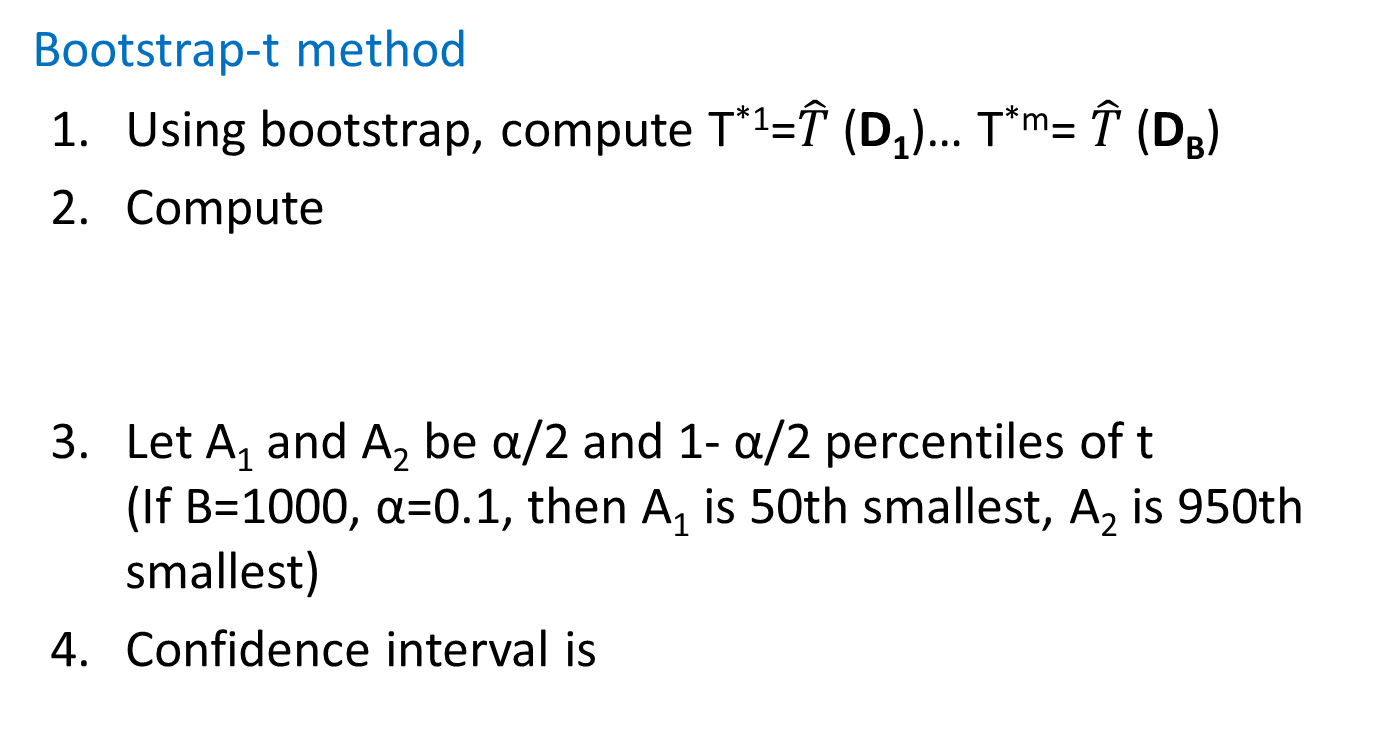 Bootstrap-t method
1. Using bootstrap, compute T*1=T̂ (D1)... T*m= T̂ (DB)
2. Compute
3. Let A1 and A2 be α/2 and 1- α/2 percentiles of t
(If B=1000, α=0.1, then A1 is 50th smallest, A2 is 950th
smallest)
4. Confidence interval is